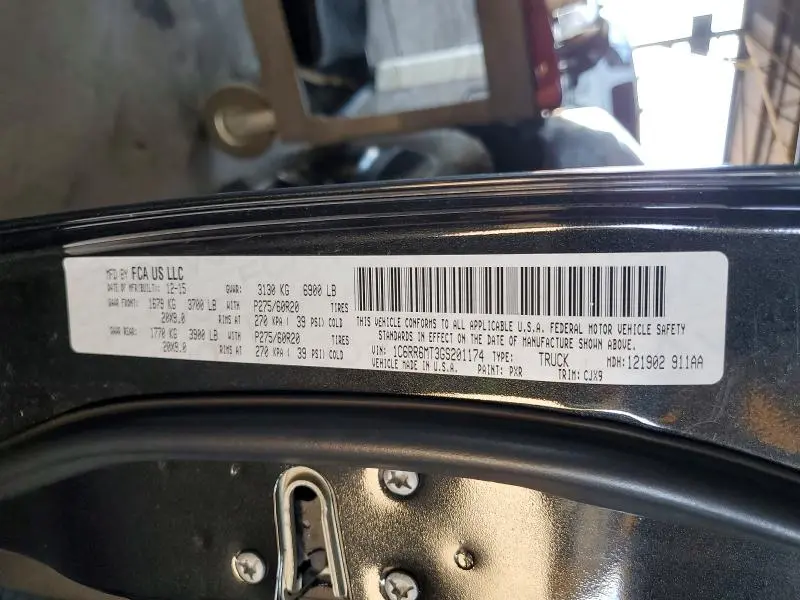 MFD BY FCA US LLC
DATE OF MFR(BUILT): 12-15 GVWR: 3130 KG 6900 LB
GAWR FRONT: 1679 KG 3700 LB WITH P275/60R20 TIRES
20X9.0 RIMS AT 270 KPA( 39 PSI) COLD
GAWR REAR: 1770 KG 3900 LB WITH P275/60R20 TIRES
20X9.0 RIMS AT 270 KPA( 39 PSI) COLD
THIS VEHICLE CONFORMS TO ALL APPLICABLE U.S.A. FEDERAL MOTOR VEHICLE SAFETY
STANDARDS IN EFFECT ON THE DATE OF MANUFACTURE SHOWN ABOVE.
VIN: 1C6RR6MT3GS201174 TYPE: TRUCK MDH: 121902 911AA
VEHICLE MADE IN U.S.A. PAINT: PXR TRIM: CJX9